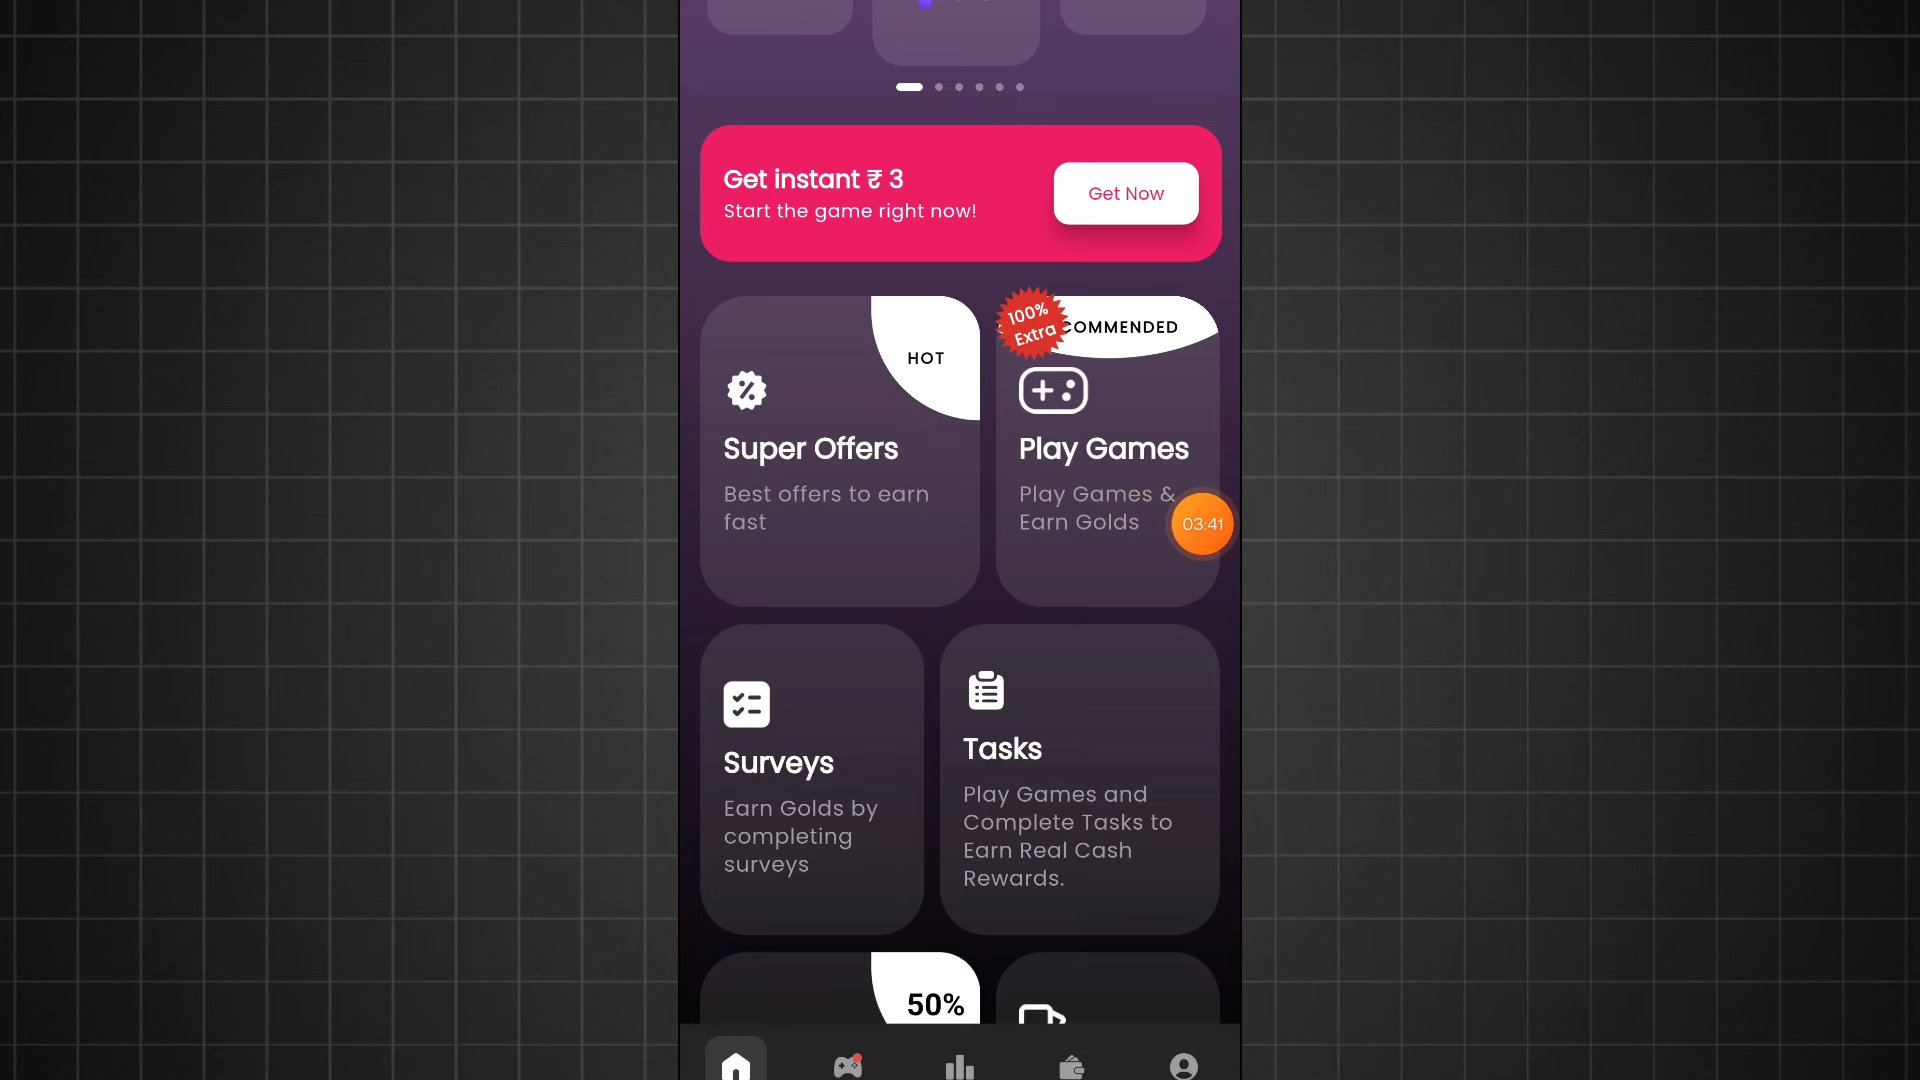 Get instant ₹ 3
Start the game right now!
Get Now
HOT
100%
Extra
COMMENDED
Super Offers
Best offers to earn
fast
Play Games
Play Games &
Earn Golds
03:41
Surveys
Earn Golds by
completing
surveys
Tasks
Play Games and
Complete Tasks to
Earn Real Cash
Rewards.
50%